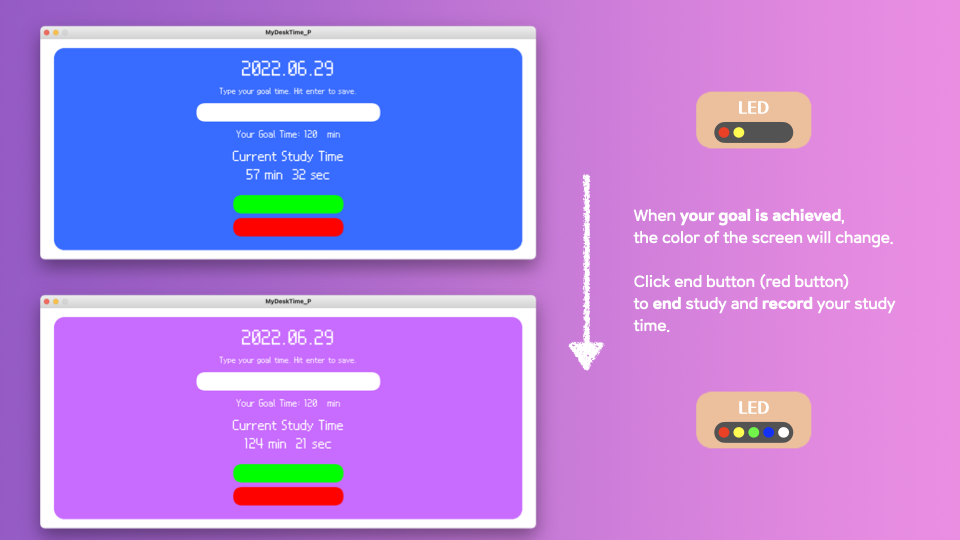 MyDeskTime_P
2022.06.29
Type your goal time. Hit enter to save.
Your Goal Time: 120 min
Current Study Time
57 min 32 sec
MyDeskTime_P
2022.06.29
Type your goal time. Hit enter to save.
Your Goal Time: 120 min
Current Study Time
124 min 21 sec
LED
When your goal is achieved,
the color of the screen will change.
Click end button (red button)
to end study and record your study
time.
LED